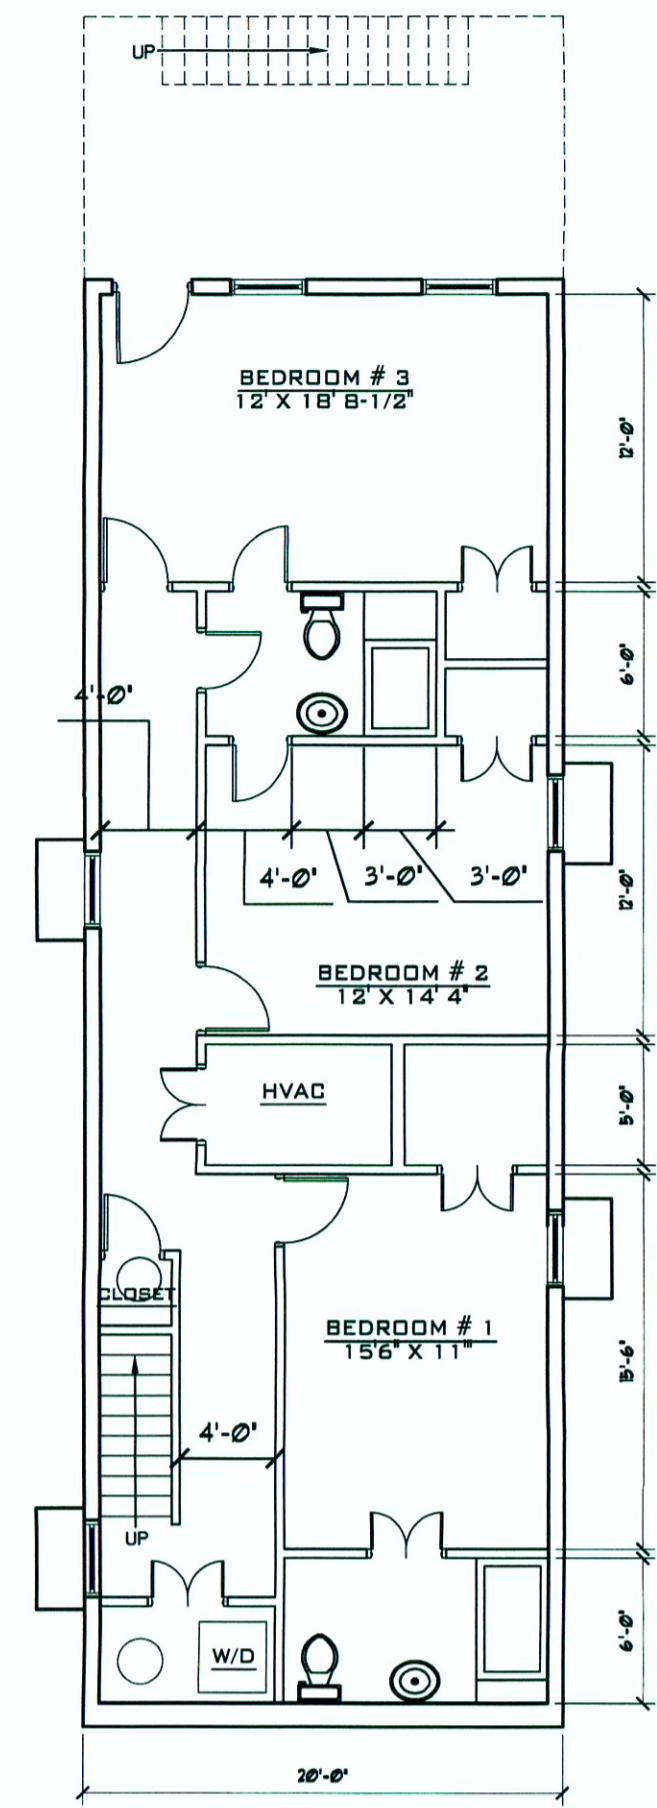 UP
BEDROOM # 3
12' X 18' 8-1/2"
12'-0"
6'-0"
4'-0"
4'-0"
3'-0"
3'-0"
12'-0"
BEDROOM # 2
12' X 14' 4"
HVAC
5'-0"
CLOSET
BEDROOM # 1
15'6" X 11'"
15'-6"
4'-0"
UP
6'-0"
W/D
20'-0"